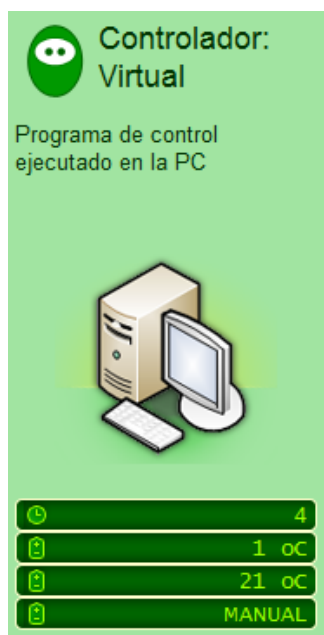 Controlador:
Virtual
Programa de control
ejecutado en la PC
4
1 oC
21 oC
MANUAL